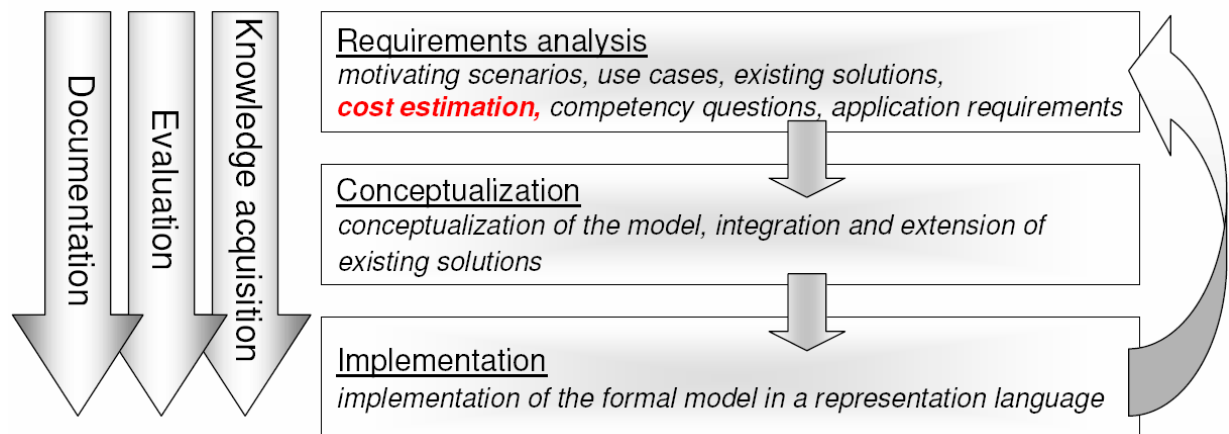 Documentation
Evaluation
Knowledge acquisition
Requirements analysis
motivating scenarios, use cases, existing solutions,
cost estimation, competency questions, application requirements
Conceptualization
conceptualization of the model, integration and extension of
existing solutions
Implementation
implementation of the formal model in a representation language